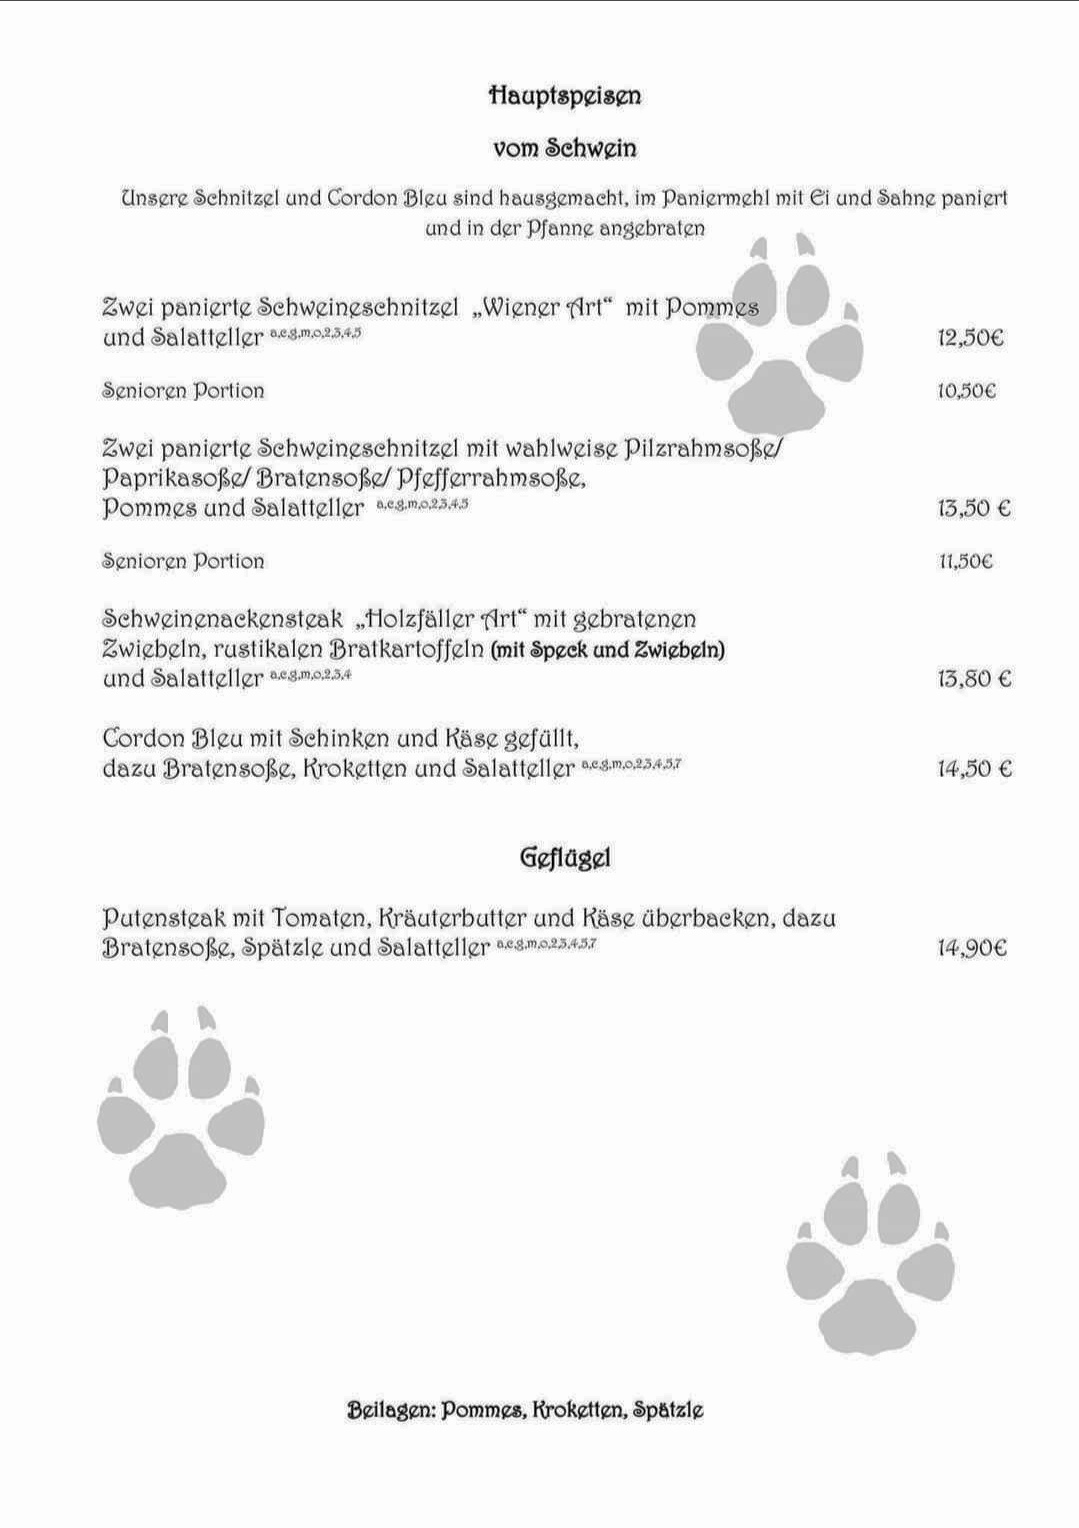 Hauptspeisen
vom Schwein
Unsere Schnitzel und Cordon Bleu sind hausgemacht, im Paniermehl mit Ei und Sahne paniert
und in der Pfanne angebraten
Zwei panierte Schweineschnitzel „Wiener Art“ mit Pommes
und Salatteller a,c,g,m,o,2,3,4,5 12,50€
Senioren Portion 10,50€
Zwei panierte Schweineschnitzel mit wahlweise Pilzrahmsoße/
Paprikasoße/ Bratensoße/ Pfefferrahmsoße,
Pommes und Salatteller a,c,g,m,o,2,3,4,5 13,50 €
Senioren Portion 11,50€
Schweinenackensteak „Holzfäller Art“ mit gebratenen
Zwiebeln, rustikalen Bratkartoffeln (mit Speck und Zwiebeln)
und Salatteller a,c,g,m,o,2,3,4 13,80 €
Cordon Bleu mit Schinken und Käse gefüllt,
dazu Bratensoße, Kroketten und Salatteller a,c,g,m,o,2,3,4,5,7 14,50 €
Geflügel
Putensteak mit Tomaten, Kräuterbutter und Käse überbacken, dazu
Bratensoße, Spätzle und Salatteller a,c,g,m,o,2,3,4,5,7 14,90€
Beilagen: Pommes, Kroketten, Spätzle